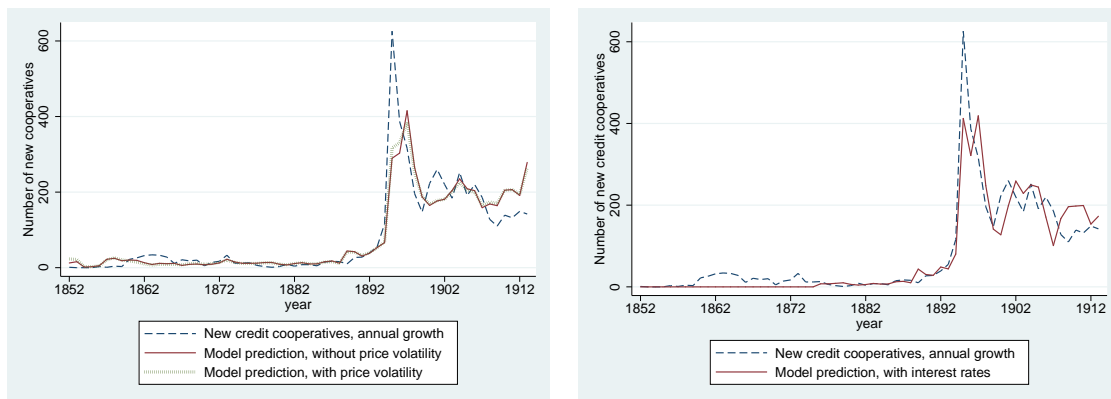 Number of new cooperatives
600
400
200
0
1852 1862 1872 1882 1892 1902 1912
year
New credit cooperatives, annual growth
Model prediction, without price volatility
Model prediction, with price volatility
Number of new credit cooperatives
600
400
200
0
1852 1862 1872 1882 1892 1902 1912
year
New credit cooperatives, annual growth
Model prediction, with interest rates